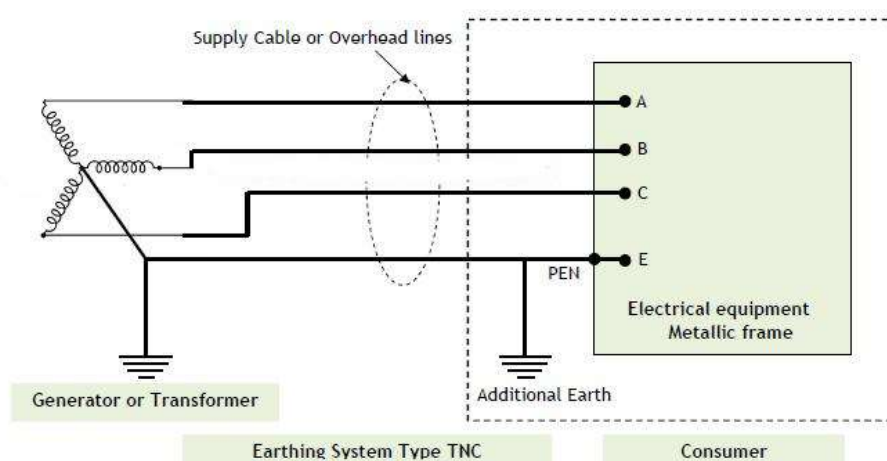 Supply Cable or Overhead lines
A
B
C
E
PEN
Electrical equipment
Metallic frame
Additional Earth
Generator or Transformer
Earthing System Type TNC
Consumer